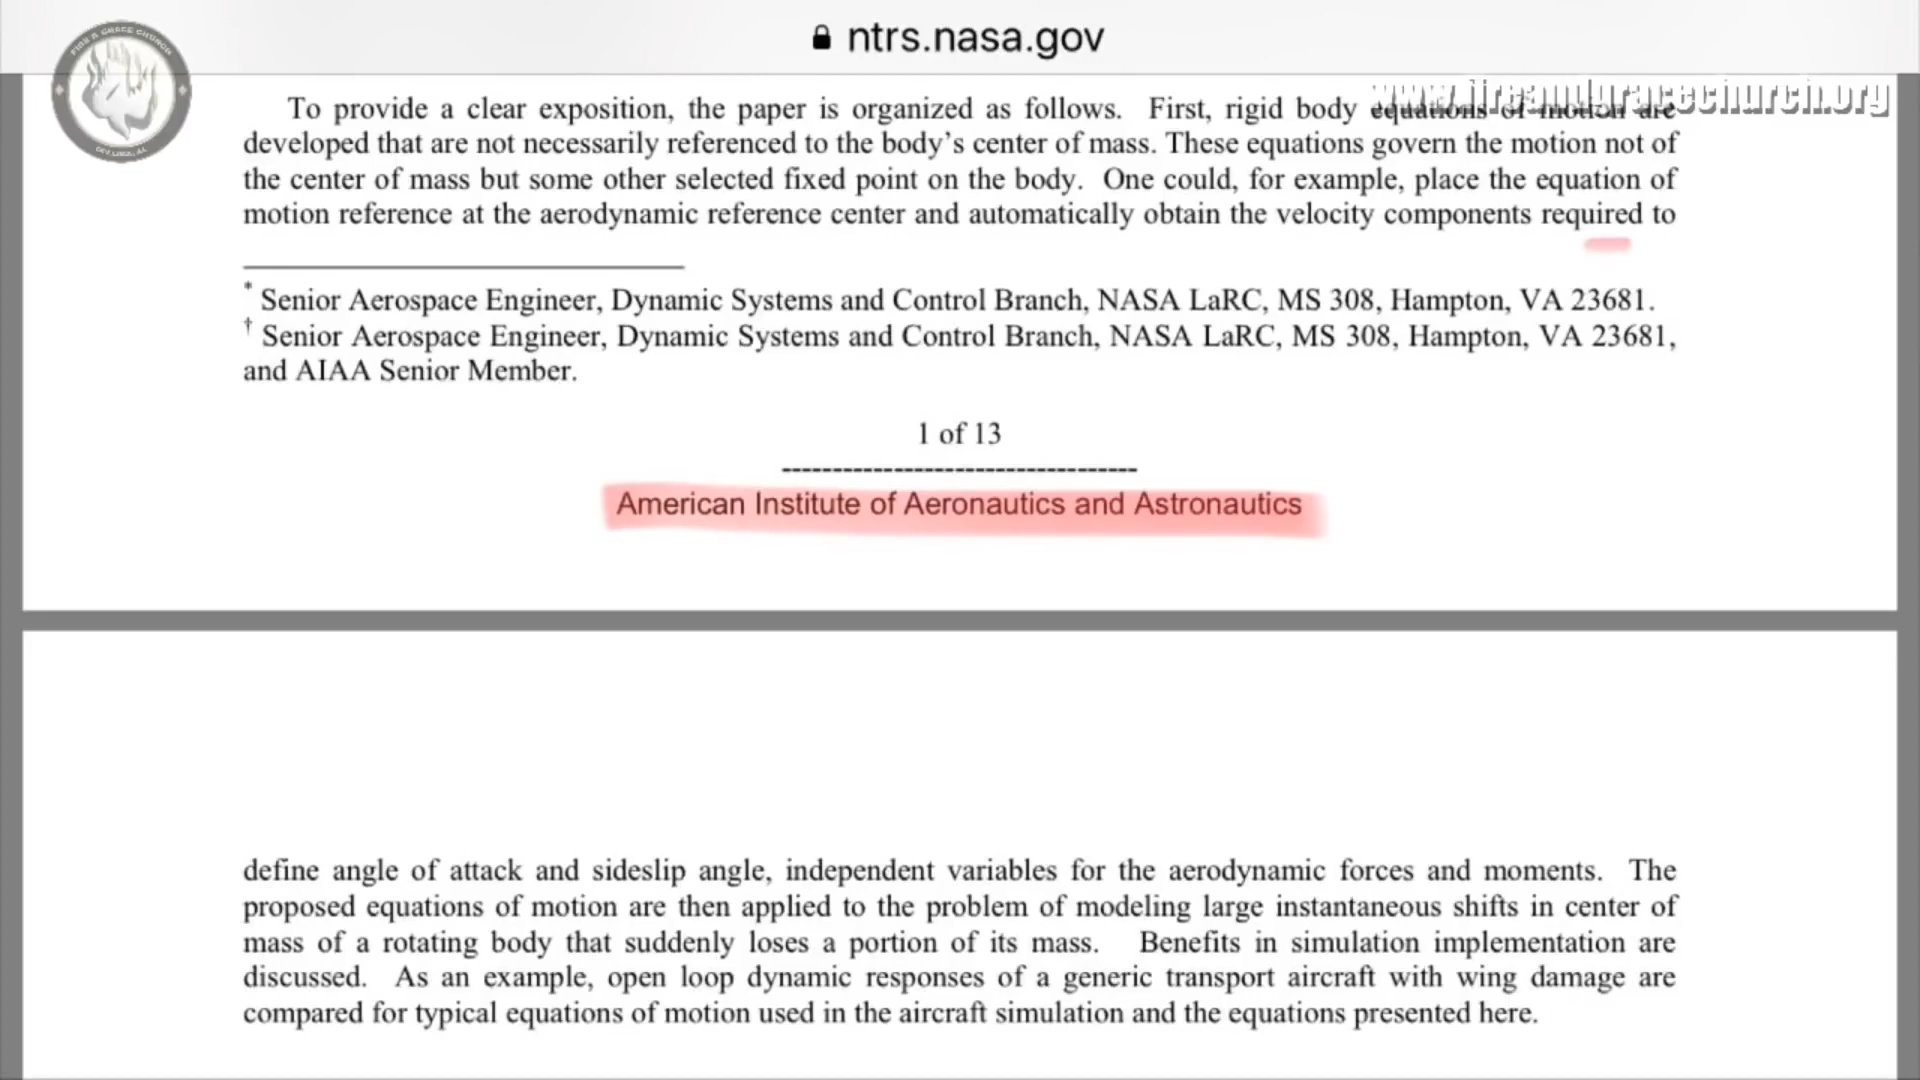 ntrs.nasa.gov
FIRE & GRACE CHURCH
www.fireandgracechurch.org
To provide a clear exposition, the paper is organized as follows. First, rigid body equations of motion are
developed that are not necessarily referenced to the body’s center of mass. These equations govern the motion not of
the center of mass but some other selected fixed point on the body. One could, for example, place the equation of
motion reference at the aerodynamic reference center and automatically obtain the velocity components required to
* Senior Aerospace Engineer, Dynamic Systems and Control Branch, NASA LaRC, MS 308, Hampton, VA 23681.
† Senior Aerospace Engineer, Dynamic Systems and Control Branch, NASA LaRC, MS 308, Hampton, VA 23681,
and AIAA Senior Member.
1 of 13
-----------------------------------
American Institute of Aeronautics and Astronautics
define angle of attack and sideslip angle, independent variables for the aerodynamic forces and moments. The
proposed equations of motion are then applied to the problem of modeling large instantaneous shifts in center of
mass of a rotating body that suddenly loses a portion of its mass. Benefits in simulation implementation are
discussed. As an example, open loop dynamic responses of a generic transport aircraft with wing damage are
compared for typical equations of motion used in the aircraft simulation and the equations presented here.